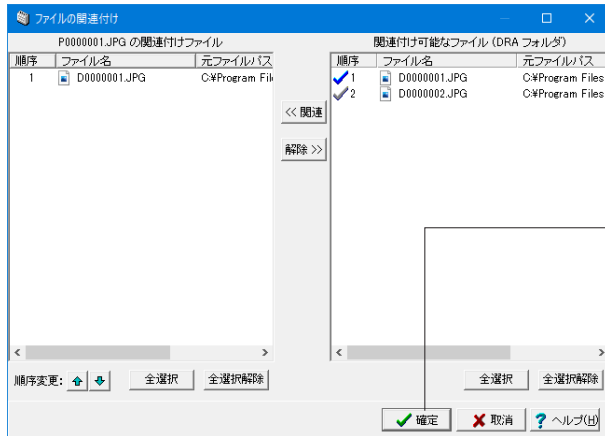 ファイルの関連付け
P0000001.JPG の関連付けファイル
順序 ファイル名 元ファイルパス
1 D0000001.JPG C:¥Program Fil
<< 関連
解除 >>
順序変更: 全選択 全選択解除
関連付け可能なファイル (DRA フォルダ)
順序 ファイル名 元ファイルパス
1 D0000001.JPG C:¥Program Files
2 D0000002.JPG C:¥Program Files
全選択 全選択解除
確定 取消 ヘルプ(H)